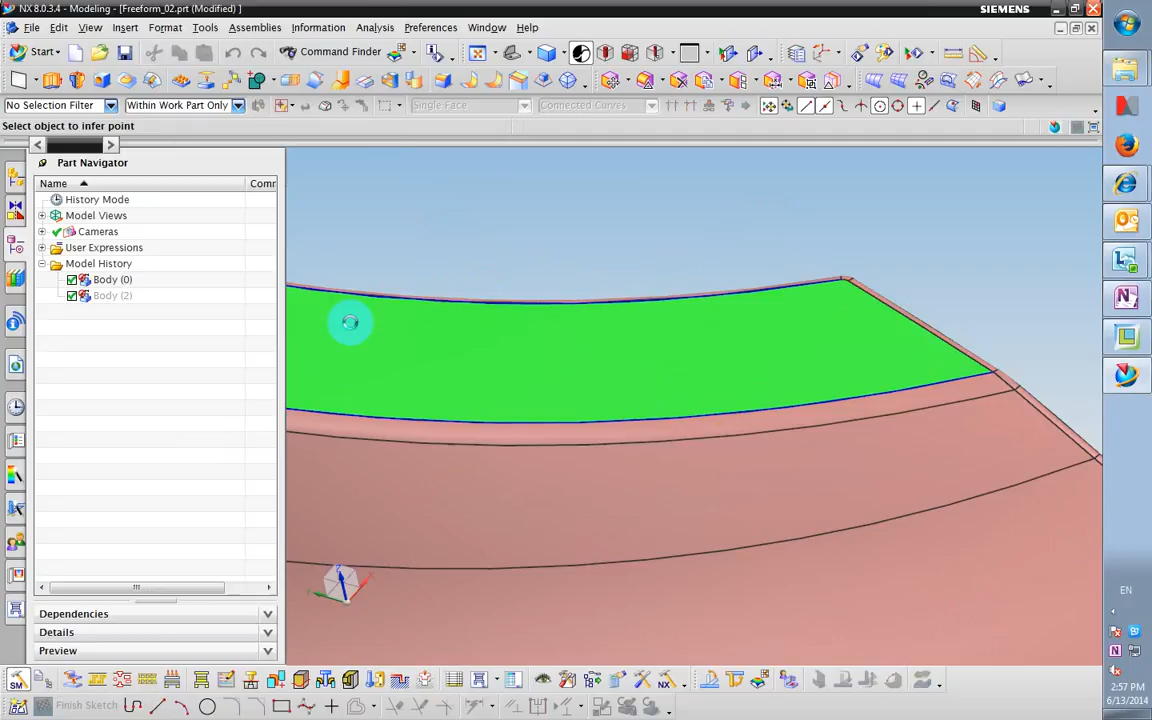 NX 8.0.3.4 - Modeling - [Freeform_02.prt (Modified) ]
SIEMENS
File Edit View Insert Format Tools Assemblies Information Analysis Preferences Window Help
Start
Command Finder
No Selection Filter
Within Work Part Only
Single Face
Connected Curves
Select object to infer point
Part Navigator
Name
Comr
History Mode
Model Views
Cameras
User Expressions
Model History
Body (0)
Body (2)
Dependencies
Details
Preview
Finish Sketch
EN
2:57 PM
6/13/2014